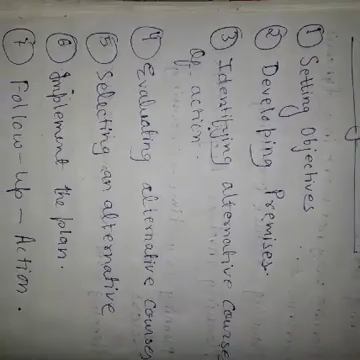 ① Setting Objectives
② Developing Premises.
③ Identifying alternative course
Of action.
④ Evaluating alternative courses
⑤ Selecting an alternative
⑥ Implement the plan.
⑦ Follow-up-Action.